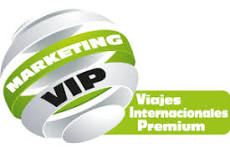 MARKETING
VIP
Viajes
Internacionales
Premium